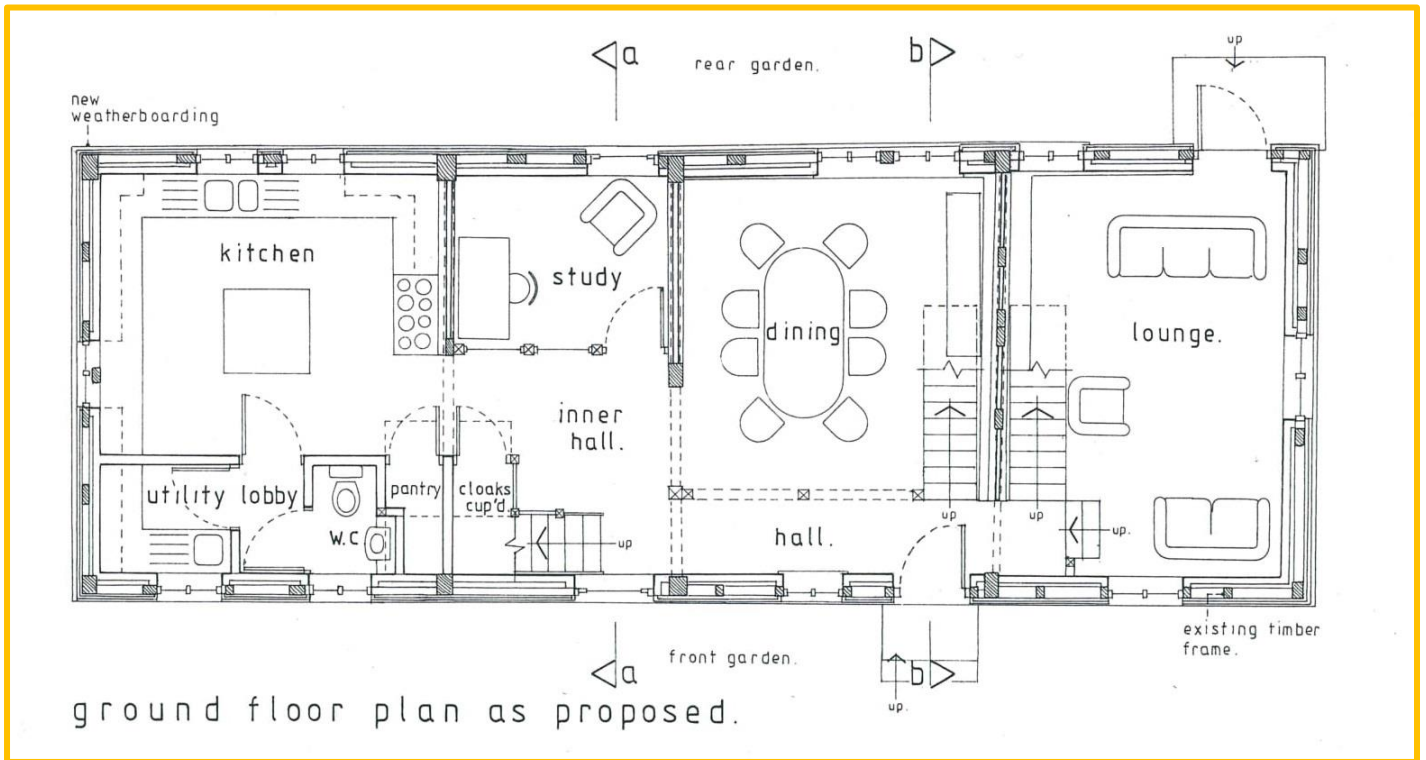 a
rear garden.
b
up
new
weatherboarding
kitchen
study
dining
lounge.
inner
hall.
utility lobby
pantry
cloaks
cup'd.
W.C
up
hall.
up
up
up.
existing timber
frame.
a
front garden.
b
up.
ground floor plan as proposed.